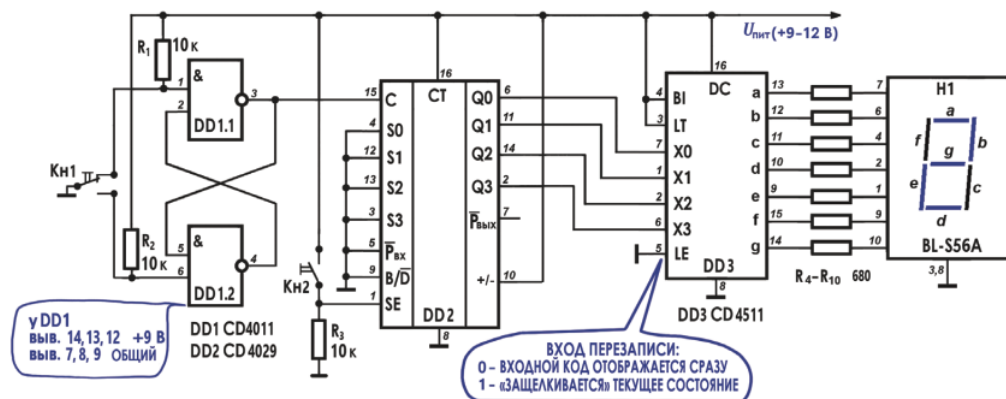 Uпит(+9–12 В)
R1
10 к
1
2
&
3
DD1.1
Кн1
R2
10 к
5
6
&
4
DD1.2
у DD1
выв. 14,13,12 +9 В
выв. 7, 8, 9 ОБЩИЙ
DD1 CD4011
DD2 CD4029
Кн2
R3
10 к
16
CT
15 C
4 S0
12 S1
13 S2
3 S3
5 P̅вх
9 B/D̅
1 SE
Q0 6
Q1 11
Q2 14
Q3 2
P̅вых 7
+/- 10
DD2
8
16
DC
4 BI
3 LT
7 X0
1 X1
2 X2
6 X3
5 LE
a 13
b 12
c 11
d 10
e 9
f 15
g 14
DD3
8
DD3 CD4511
R4–R10 680
7
6
4
2
1
9
10
H1
a
f
b
g
e
c
d
BL-S56A
3,8
ВХОД ПЕРЕЗАПИСИ:
0 – ВХОДНОЙ КОД ОТОБРАЖАЕТСЯ СРАЗУ
1 – «ЗАЩЕЛКИВАЕТСЯ» ТЕКУЩЕЕ СОСТОЯНИЕ